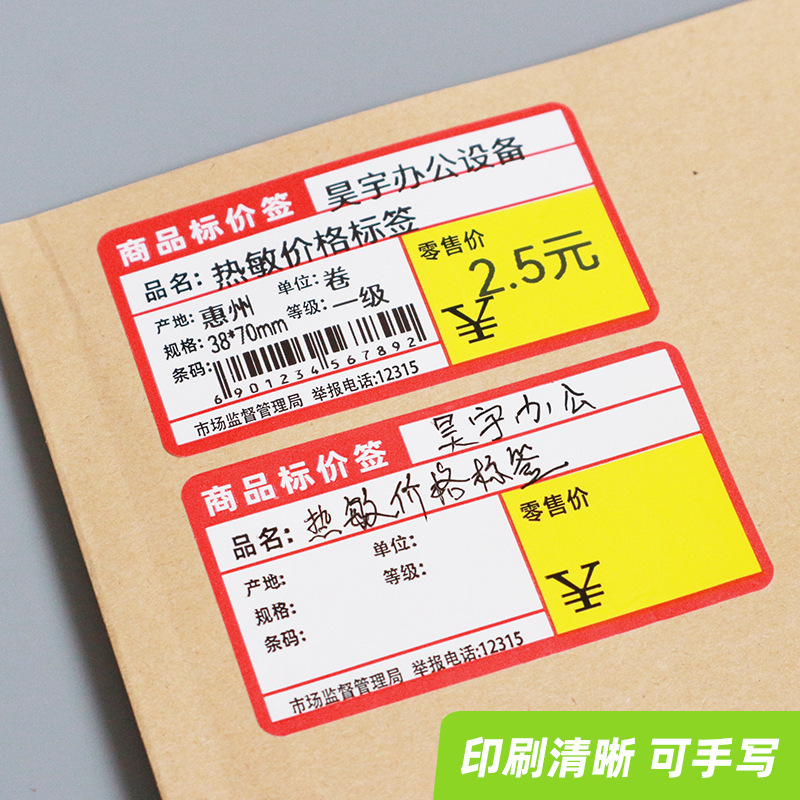 商品标价签 昊宇办公设备
品名: 热敏价格标签
产地: 惠州 单位: 卷
规格: 38*70mm 等级: 一级
条码:
6901234567892
零售价
2.5元
¥
市场监督管理局 举报电话:12315
商品标价签 昊宇办公
品名: 热敏价格标签
产地: 单位:
规格: 等级:
条码:
零售价
¥
市场监督管理局 举报电话:12315
印刷清晰 可手写